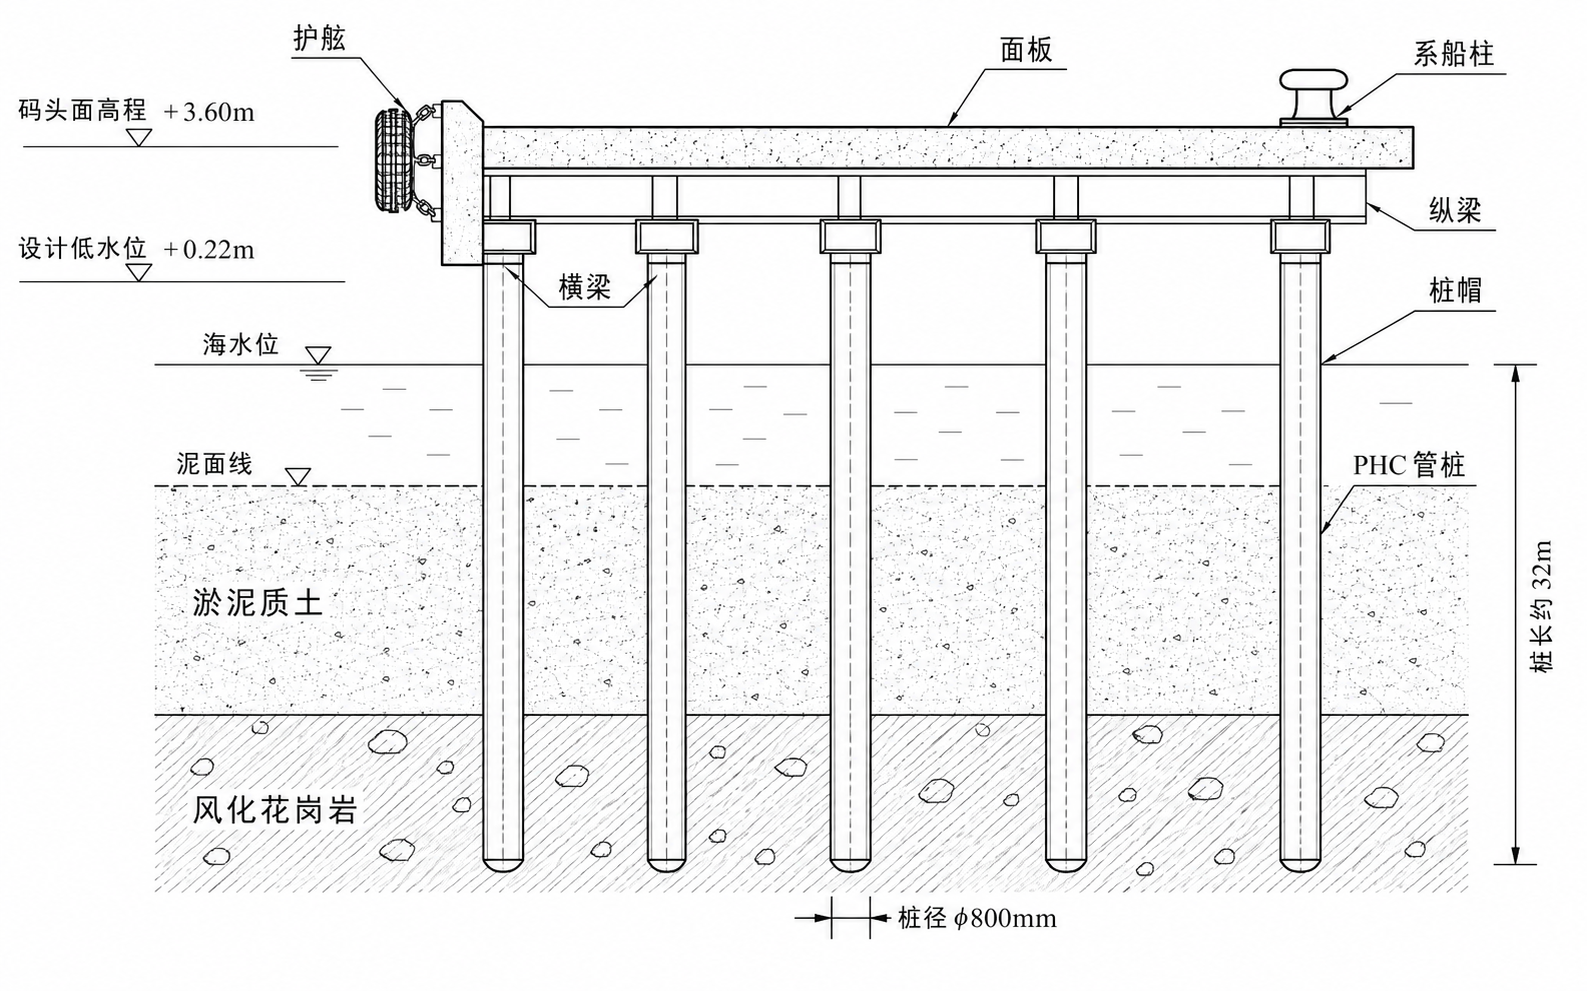 护舷
面板
系船柱
码头面高程 +3.60m
纵梁
设计低水位 +0.22m
横梁
桩帽
海水位
泥面线
PHC 管桩
淤泥质土
桩长约 32m
风化花岗岩
桩径 ϕ800mm